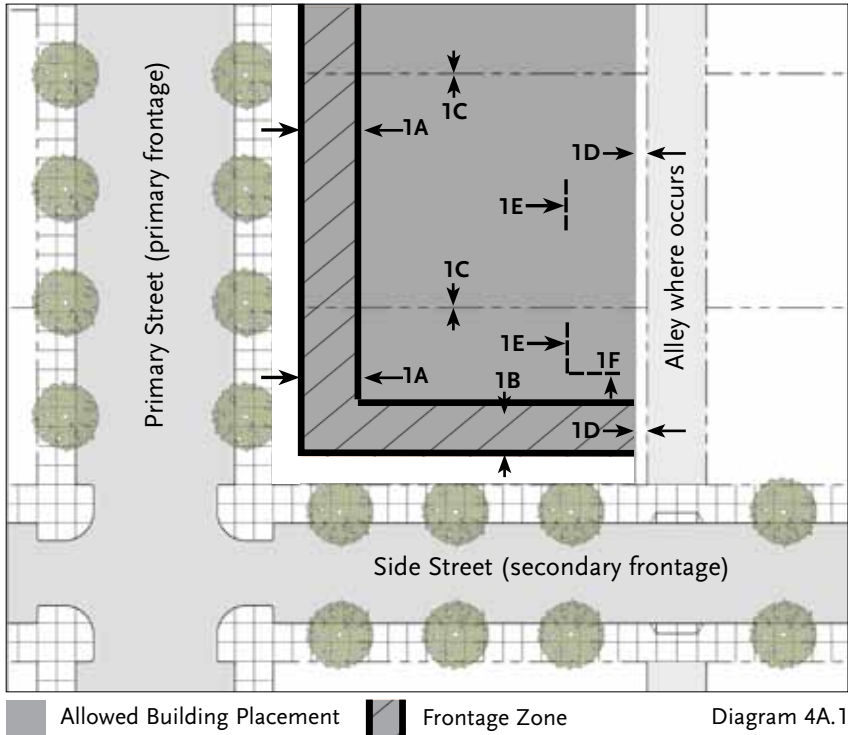 1C
1A
1D
1E
1C
1E
1F
1A
1B
1D
Primary Street (primary frontage)
Alley where occurs
Side Street (secondary frontage)
Allowed Building Placement
Frontage Zone
Diagram 4A.1